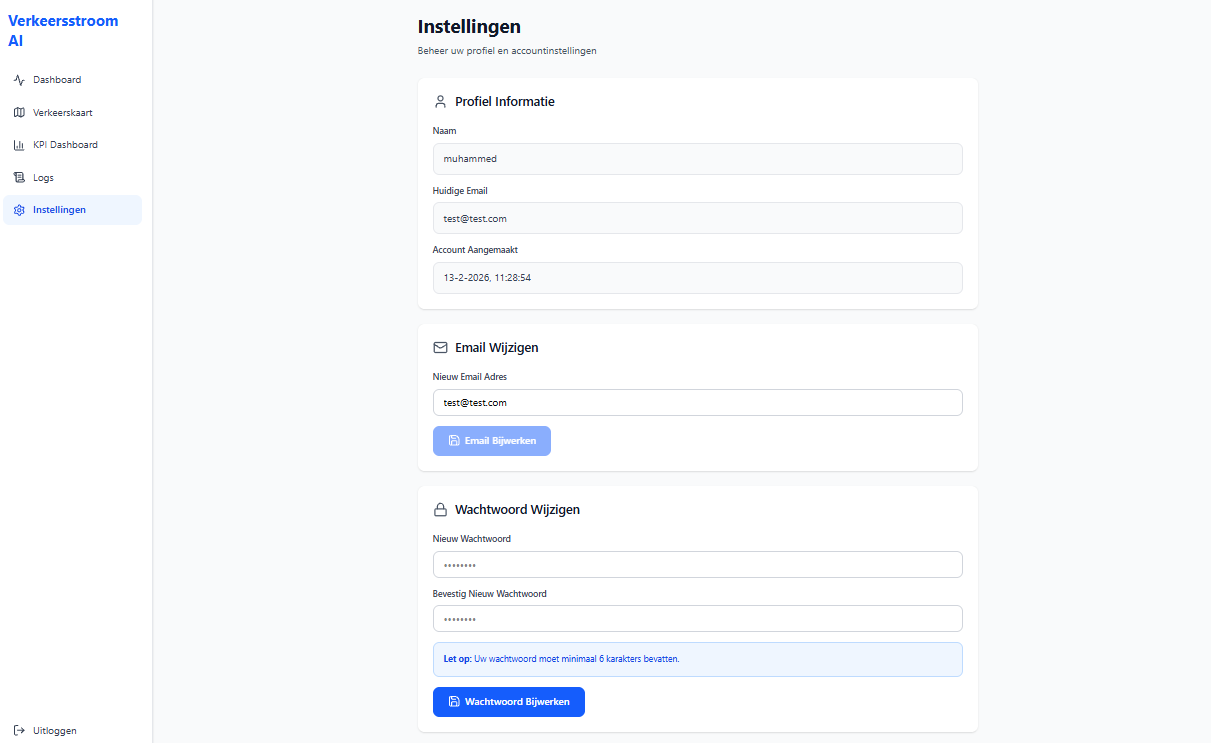 Verkeersstroom
AI
Dashboard
Verkeerskaart
KPI Dashboard
Logs
Instellingen
Uitloggen
Instellingen
Beheer uw profiel en accountinstellingen
Profiel Informatie
Naam
muhammed
Huidige Email
test@test.com
Account Aangemaakt
13-2-2026, 11:28:54
Email Wijzigen
Nieuw Email Adres
test@test.com
Email Bijwerken
Wachtwoord Wijzigen
Nieuw Wachtwoord
••••••••
Bevestig Nieuw Wachtwoord
••••••••
Let op: Uw wachtwoord moet minimaal 6 karakters bevatten.
Wachtwoord Bijwerken